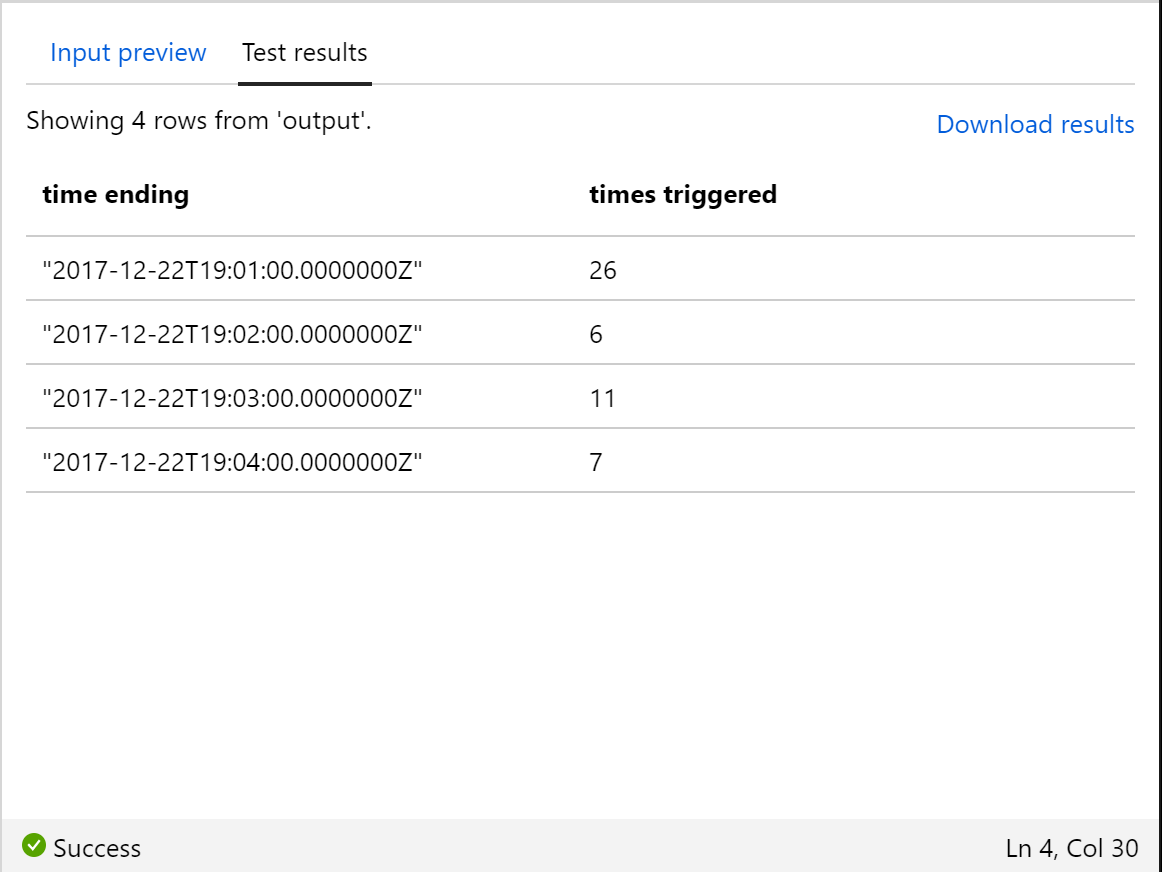 Input preview Test results
Showing 4 rows from 'output'.
Download results
time ending times triggered
"2017-12-22T19:01:00.0000000Z" 26
"2017-12-22T19:02:00.0000000Z" 6
"2017-12-22T19:03:00.0000000Z" 11
"2017-12-22T19:04:00.0000000Z" 7
Success Ln 4, Col 30